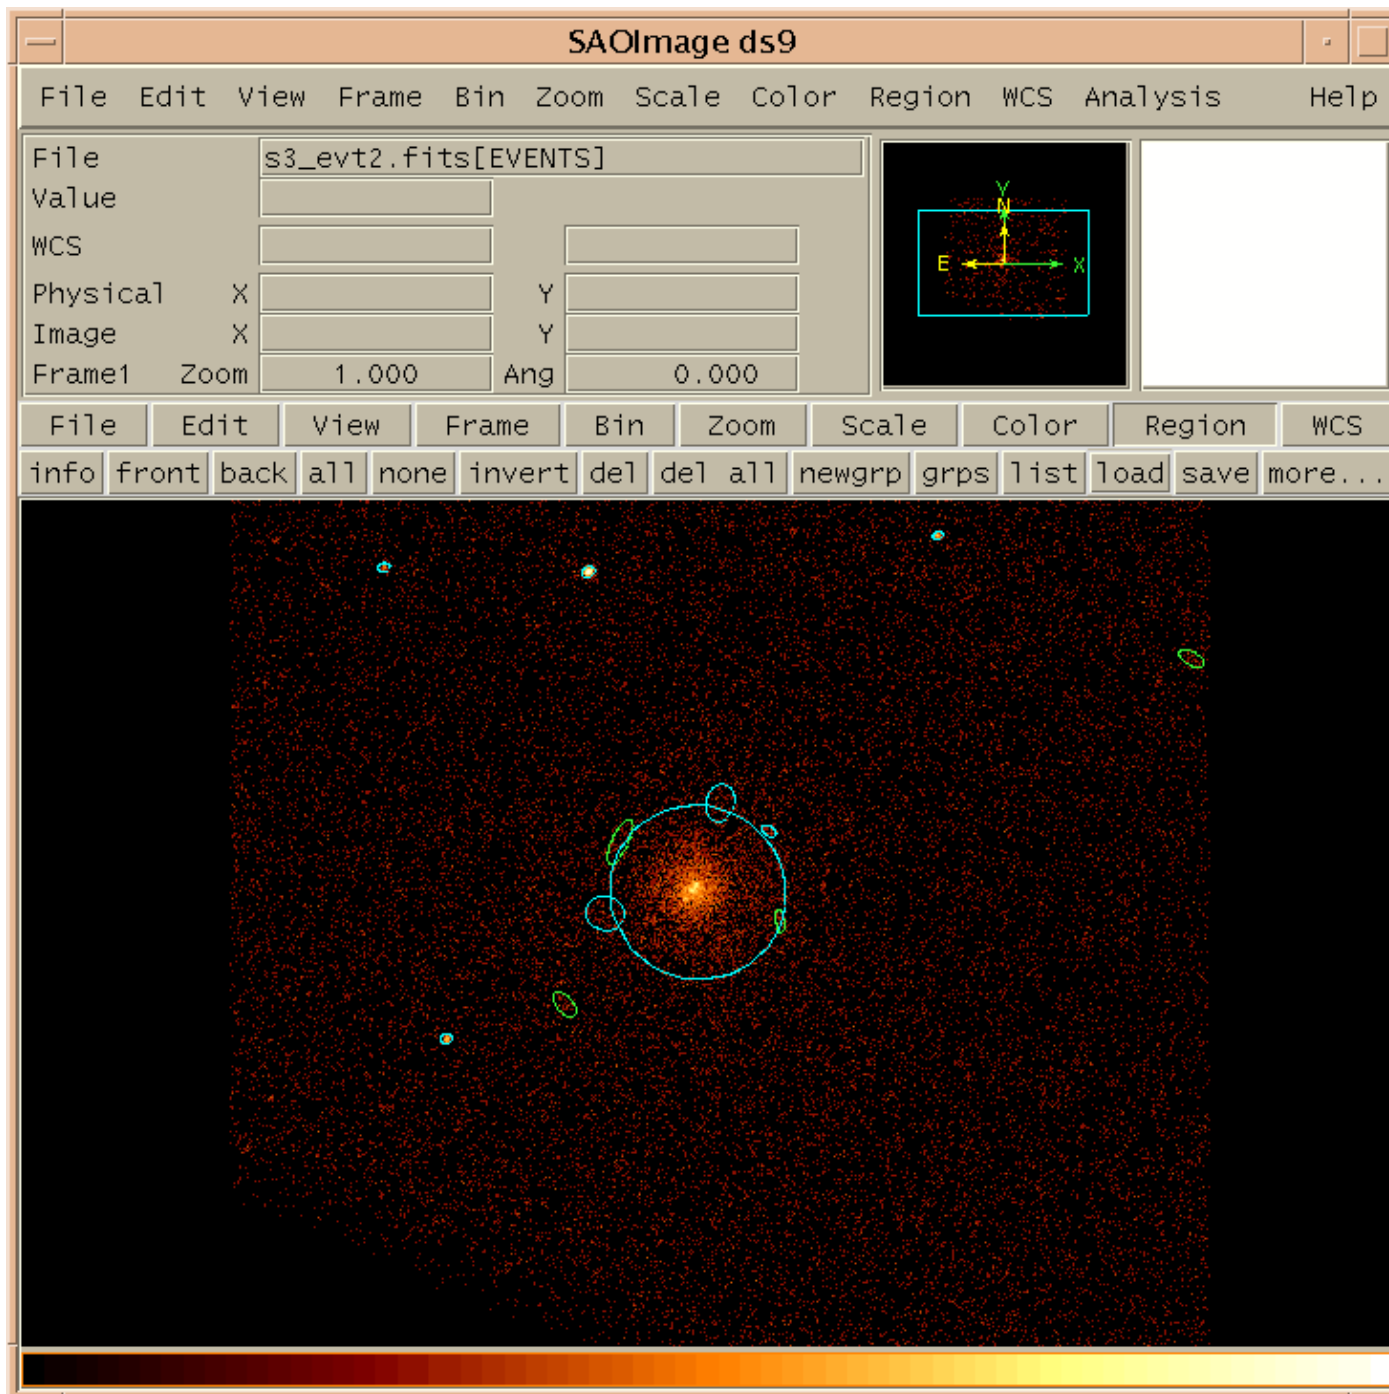 SAOImage ds9
File Edit View Frame Bin Zoom Scale Color Region WCS Analysis Help
File s3_evt2.fits[EVENTS]
Value
WCS
Physical X Y
Image X Y
Frame1 Zoom 1.000 Ang 0.000
Y
N
E X
File Edit View Frame Bin Zoom Scale Color Region WCS
info front back all none invert del del all newgrp grps list load save more...